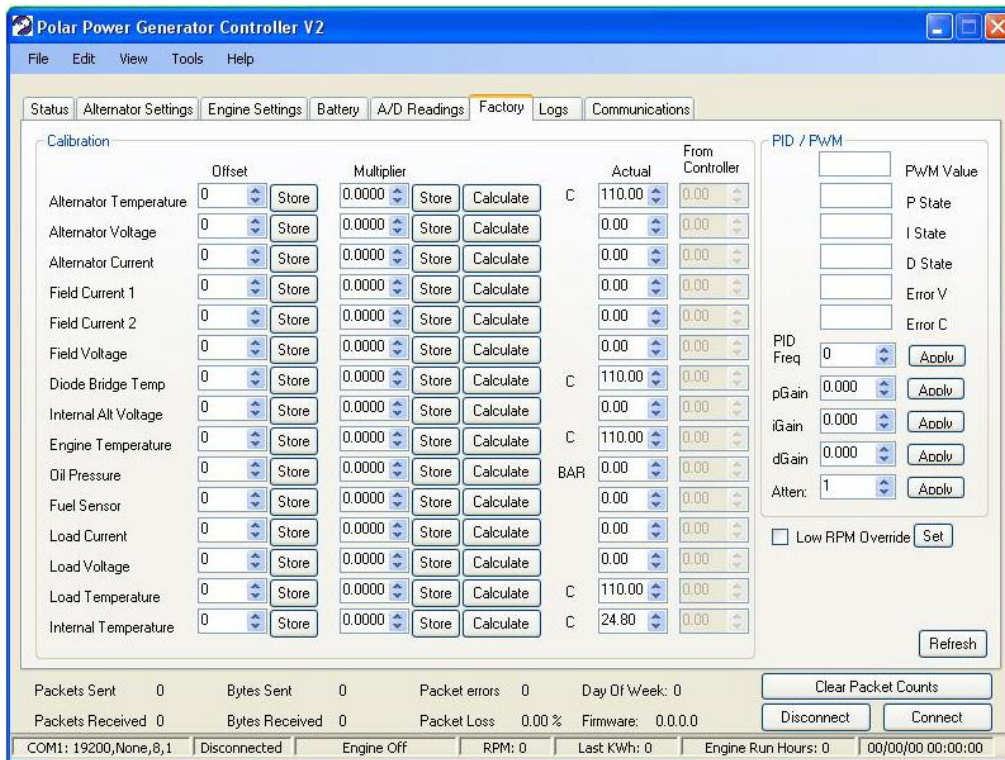 Polar Power Generator Controller V2
File Edit View Tools Help
Status Alternator Settings Engine Settings Battery A/D Readings Factory Logs Communications
Calibration
Offset Multiplier Actual From Controller
Alternator Temperature 0 Store 0.0000 Store Calculate C 110.00 0.00
Alternator Voltage 0 Store 0.0000 Store Calculate 0.00 0.00
Alternator Current 0 Store 0.0000 Store Calculate 0.00 0.00
Field Current 1 0 Store 0.0000 Store Calculate 0.00 0.00
Field Current 2 0 Store 0.0000 Store Calculate 0.00 0.00
Field Voltage 0 Store 0.0000 Store Calculate 0.00 0.00
Diode Bridge Temp 0 Store 0.0000 Store Calculate C 110.00 0.00
Internal Alt Voltage 0 Store 0.0000 Store Calculate 0.00 0.00
Engine Temperature 0 Store 0.0000 Store Calculate C 110.00 0.00
Oil Pressure 0 Store 0.0000 Store Calculate BAR 0.00 0.00
Fuel Sensor 0 Store 0.0000 Store Calculate 0.00 0.00
Load Current 0 Store 0.0000 Store Calculate 0.00 0.00
Load Voltage 0 Store 0.0000 Store Calculate 0.00 0.00
Load Temperature 0 Store 0.0000 Store Calculate C 110.00 0.00
Internal Temperature 0 Store 0.0000 Store Calculate C 24.80 0.00
PID / PWM
PWM Value
P State
I State
D State
Error V
Error C
PID Freq 0 Apply
pGain 0.000 Apply
iGain 0.000 Apply
dGain 0.000 Apply
Atten: 1 Apply
Low RPM Override Set
Refresh
Packets Sent 0 Bytes Sent 0 Packet errors 0 Day Of Week: 0 Clear Packet Counts
Packets Received 0 Bytes Received 0 Packet Loss 0.00 % Firmware: 0.0.0.0 Disconnect Connect
COM1: 19200,None,8,1 Disconnected Engine Off RPM: 0 Last KWh: 0 Engine Run Hours: 0 00/00/00 00:00:00